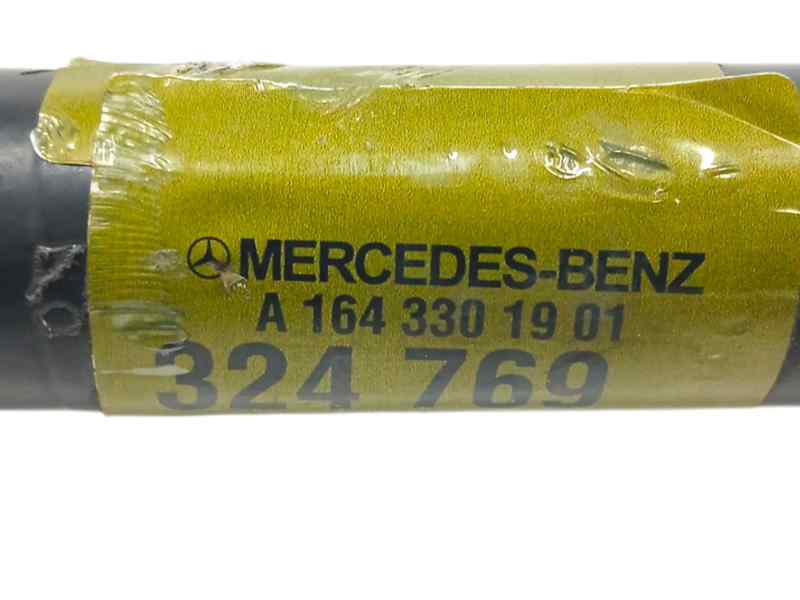 MERCEDES-BENZ
A 164 330 19 01
324 769